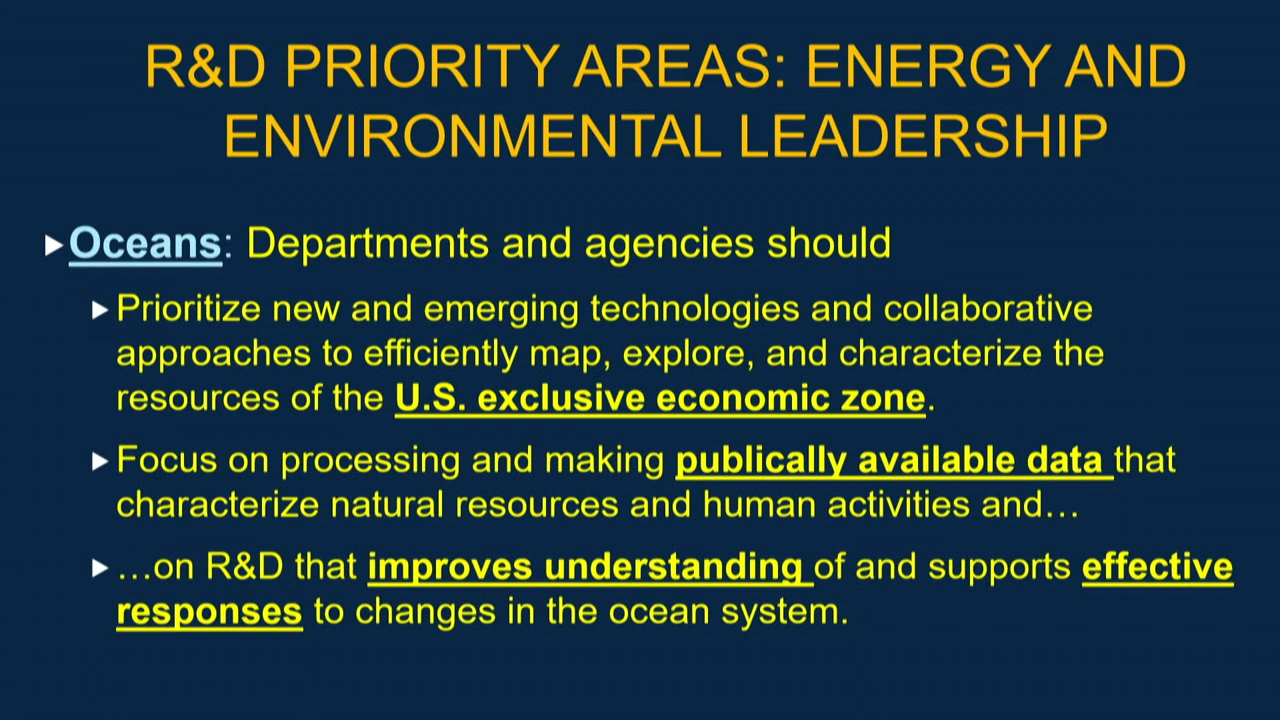 R&D PRIORITY AREAS: ENERGY AND
ENVIRONMENTAL LEADERSHIP
Oceans: Departments and agencies should
Prioritize new and emerging technologies and collaborative
approaches to efficiently map, explore, and characterize the
resources of the U.S. exclusive economic zone.
Focus on processing and making publically available data that
characterize natural resources and human activities and…
…on R&D that improves understanding of and supports effective
responses to changes in the ocean system.